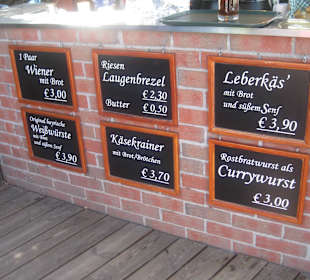 1 Paar
Wiener
mit Brot
€ 3,00
Riesen
Laugenbrezel
€ 2,30
Butter € 0,50
Leberkäs'
mit Brot
und süßem Senf
€ 3,90
Original bayrische
Weißwürste
mit Brot
und süßem Senf
€ 3,90
Käsekrainer
mit Brot/Brötchen
€ 3,70
Rostbratwurst als
Currywurst
€ 3,00